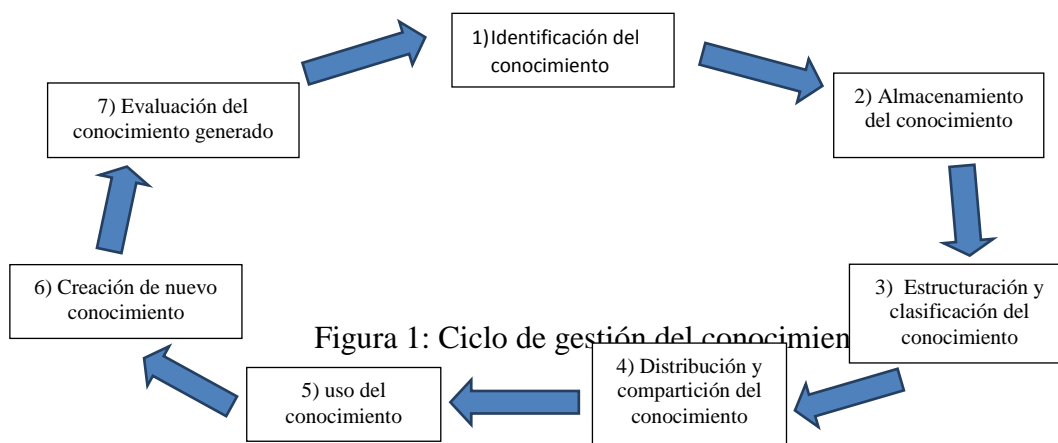 1)Identificación del
conocimiento
2) Almacenamiento
del conocimiento
3) Estructuración y
clasificación del
conocimiento
4) Distribución y
compartición del
conocimiento
5) uso del
conocimiento
6) Creación de nuevo
conocimiento
7) Evaluación del
conocimiento generado
Figura 1: Ciclo de gestión del conocimien